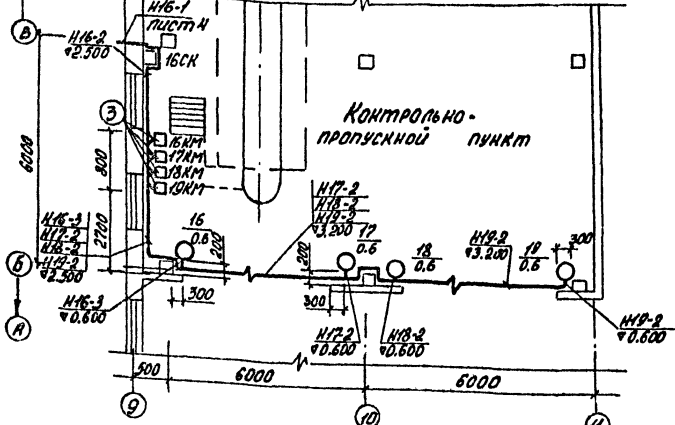 Н16-1
лист 4
В
Н16-2
2.500
16СК
Контрольно-
пропускной пункт
3
16КМ
17КМ
18КМ
19КМ
6000
800
2700
Н17-2
Н18-2
Н19-2
3.200
Н16-3
Н17-2
Н18-2
Н19-2
2.500
16
0.6
200
200
17
0.6
18
0.6
Н19-2
3.200
19
0.6
300
Б
А
Н16-3
0.600
300
300
Н17-2
0.600
Н18-2
0.600
Н19-2
0.600
500
6000
6000
9
10
11